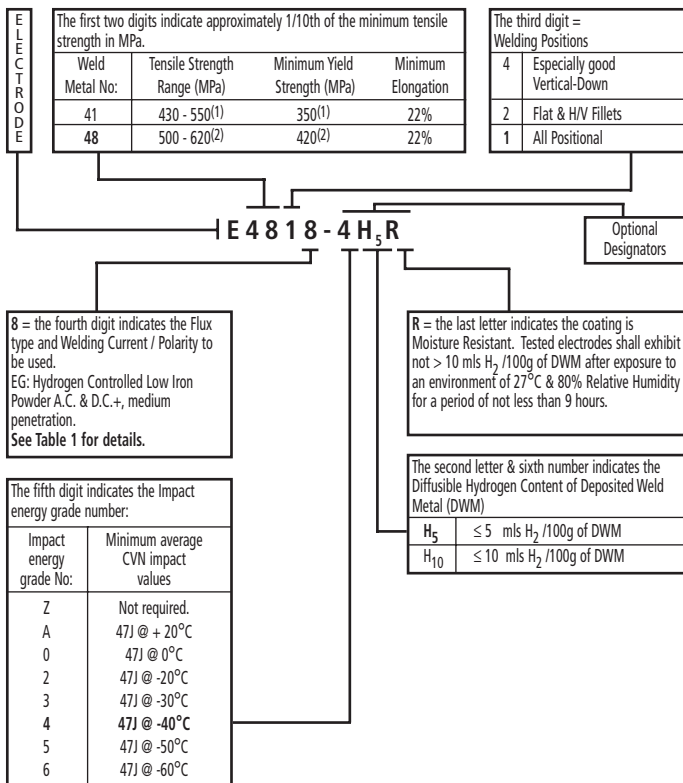 ELECTRODE
The first two digits indicate approximately 1/10th of the minimum tensile
strength in MPa.
Weld Tensile Strength Minimum Yield Minimum
Metal No: Range (MPa) Strength (MPa) Elongation
41 430 - 550(1) 350(1) 22%
48 500 - 620(2) 420(2) 22%
The third digit =
Welding Positions
4 Especially good
Vertical-Down
2 Flat & H/V Fillets
1 All Positional
E4818-4H5R
Optional
Designators
8 = the fourth digit indicates the Flux
type and Welding Current / Polarity to
be used.
EG: Hydrogen Controlled Low Iron
Powder A.C. & D.C.+, medium
penetration.
See Table 1 for details.
R = the last letter indicates the coating is
Moisture Resistant. Tested electrodes shall exhibit
not > 10 mls H2 /100g of DWM after exposure to
an environment of 27°C & 80% Relative Humidity
for a period of not less than 9 hours.
The second letter & sixth number indicates the
Diffusible Hydrogen Content of Deposited Weld
Metal (DWM)
H5 ≤ 5 mls H2 /100g of DWM
H10 ≤ 10 mls H2 /100g of DWM
The fifth digit indicates the Impact
energy grade number:
Impact Minimum average
energy CVN impact
grade No: values
Z Not required.
A 47J @ + 20°C
0 47J @ 0°C
2 47J @ -20°C
3 47J @ -30°C
4 47J @ -40°C
5 47J @ -50°C
6 47J @ -60°C